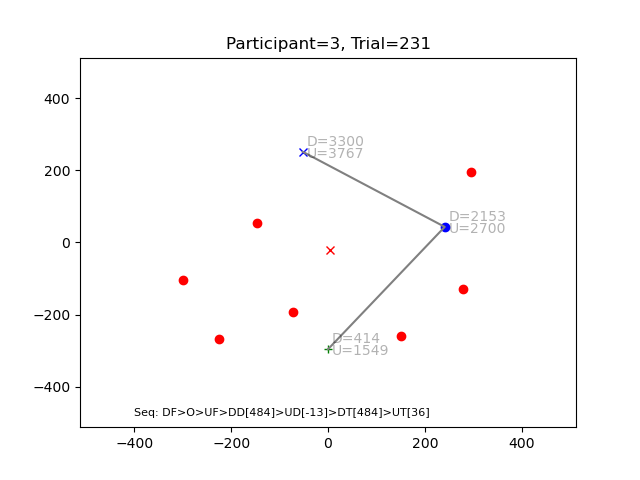 Participant=3, Trial=231
400
200
0
−200
−400
D=3300
U=3767
D=2153
U=2700
D=414
U=1549
Seq: DF>O>UF>DD[484]>UD[-13]>DT[484]>UT[36]
−400
−200
0
200
400